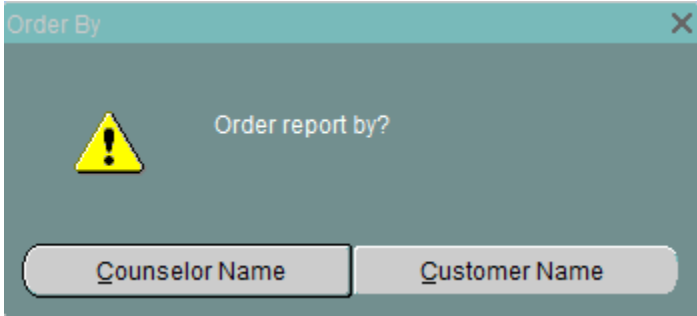 Order By
Order report by?
Counselor Name
Customer Name